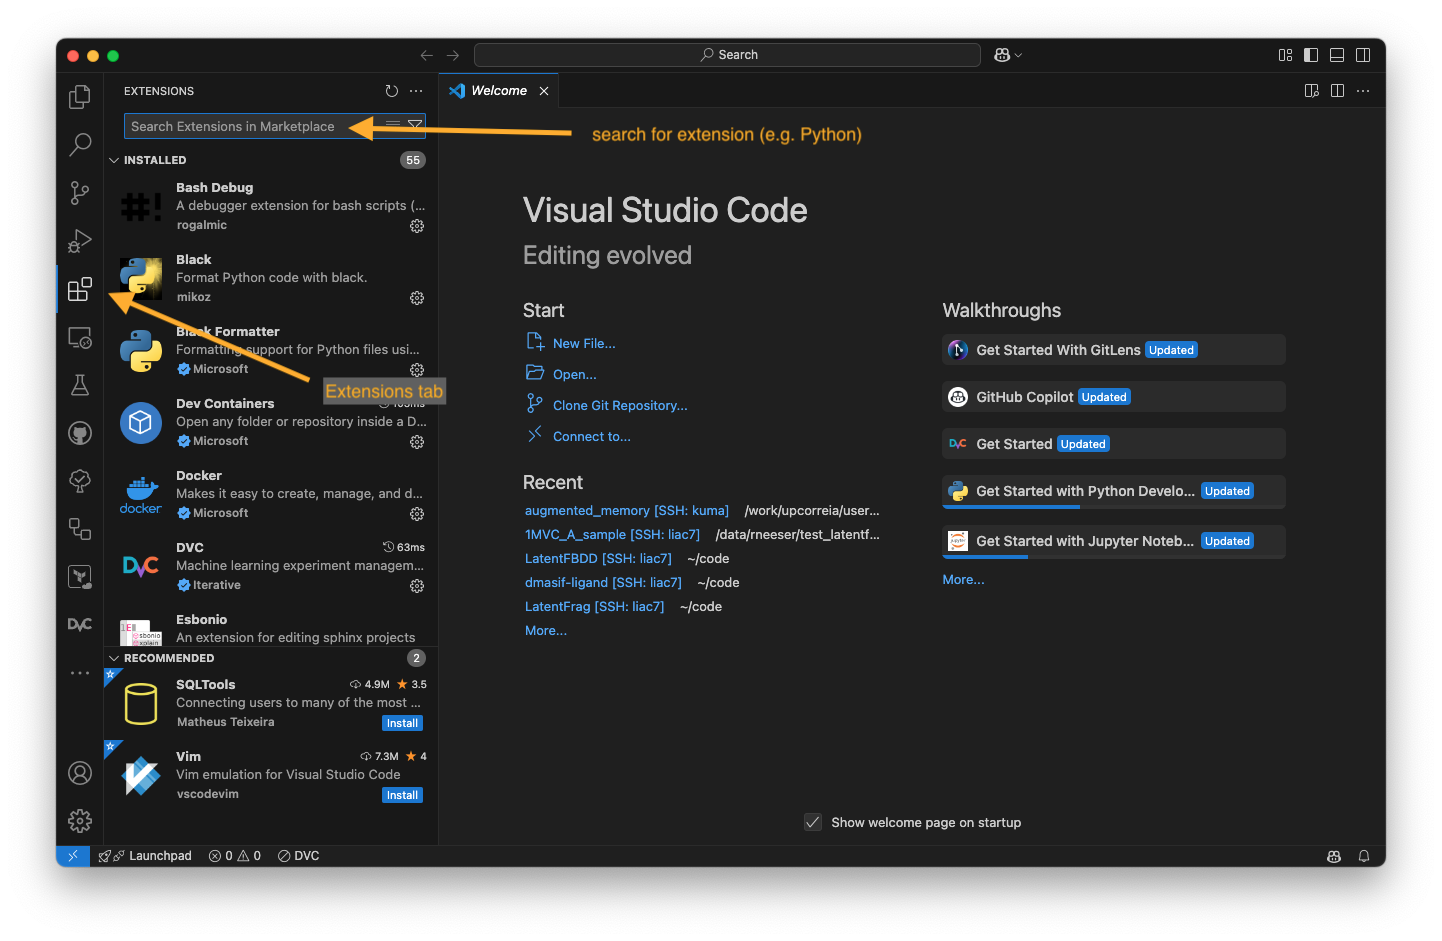 Search
EXTENSIONS
Welcome
Search Extensions in Marketplace
search for extension (e.g. Python)
INSTALLED 55
Bash Debug
A debugger extension for bash scripts (...
rogalmic
Black
Format Python code with black.
mikoz
Black Formatter
Formatting support for Python files usi...
Microsoft
Extensions tab
Dev Containers
Open any folder or repository inside a D...
Microsoft
Docker
Makes it easy to create, manage, and d...
Microsoft
docker
DVC 63ms
Machine learning experiment managem...
Iterative
DVC
Esbonio
An extension for editing sphinx projects
RECOMMENDED 2
SQLTools 4.9M 3.5
Connecting users to many of the most ...
Matheus Teixeira Install
Vim 7.3M 4
Vim emulation for Visual Studio Code
vscodevim Install
DVC
Visual Studio Code
Editing evolved
Start
New File...
Open...
Clone Git Repository...
Connect to...
Recent
augmented_memory [SSH: kuma] /work/upcorreia/user...
1MVC_A_sample [SSH: liac7] /data/rneeser/test_latentf...
LatentFBDD [SSH: liac7] ~/code
dmasif-ligand [SSH: liac7] ~/code
LatentFrag [SSH: liac7] ~/code
More...
Walkthroughs
Get Started With GitLens Updated
GitHub Copilot Updated
DVC Get Started Updated
Get Started with Python Develo... Updated
Get Started with Jupyter Noteb... Updated
More...
Show welcome page on startup
Launchpad 0 0 DVC